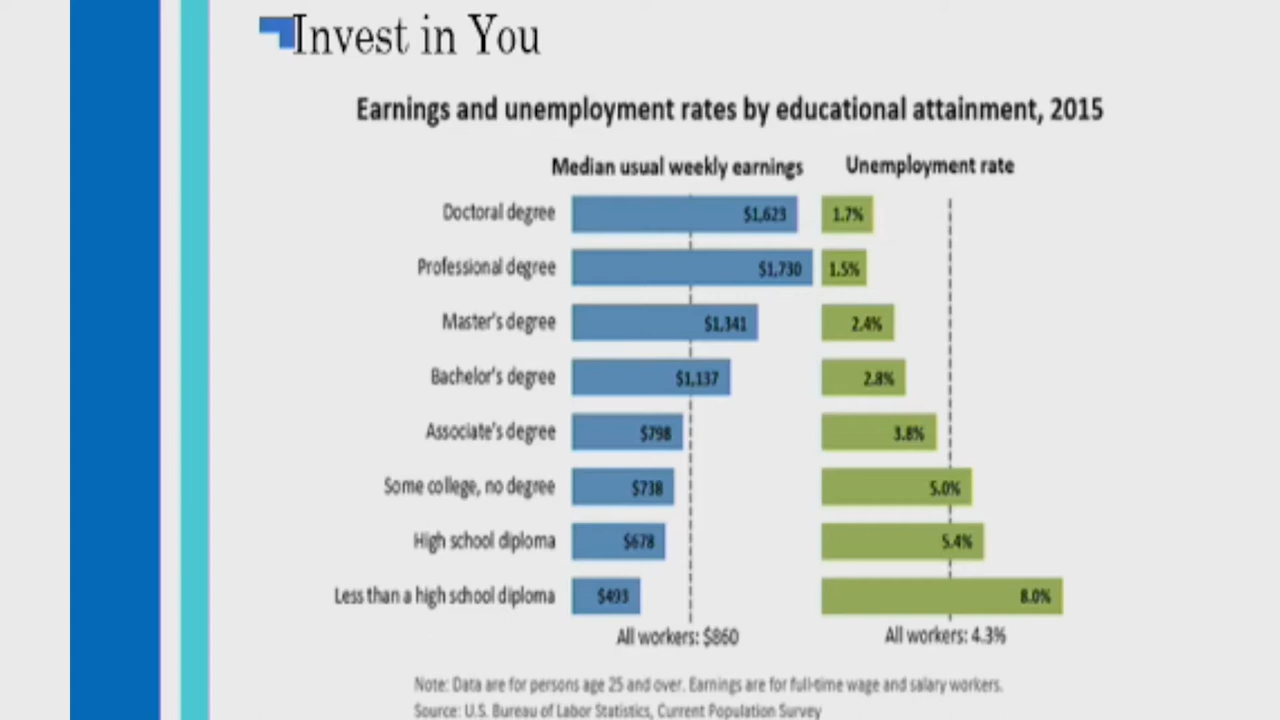 Invest in You
Earnings and unemployment rates by educational attainment, 2015
Median usual weekly earnings Unemployment rate
Doctoral degree $1,623 1.7%
Professional degree $1,730 1.5%
Master's degree $1,341 2.4%
Bachelor's degree $1,137 2.8%
Associate's degree $798 3.8%
Some college, no degree $738 5.0%
High school diploma $678 5.4%
Less than a high school diploma $493 8.0%
All workers: $860 All workers: 4.3%
Note: Data are for persons age 25 and over. Earnings are for full-time wage and salary workers.
Source: U.S. Bureau of Labor Statistics, Current Population Survey